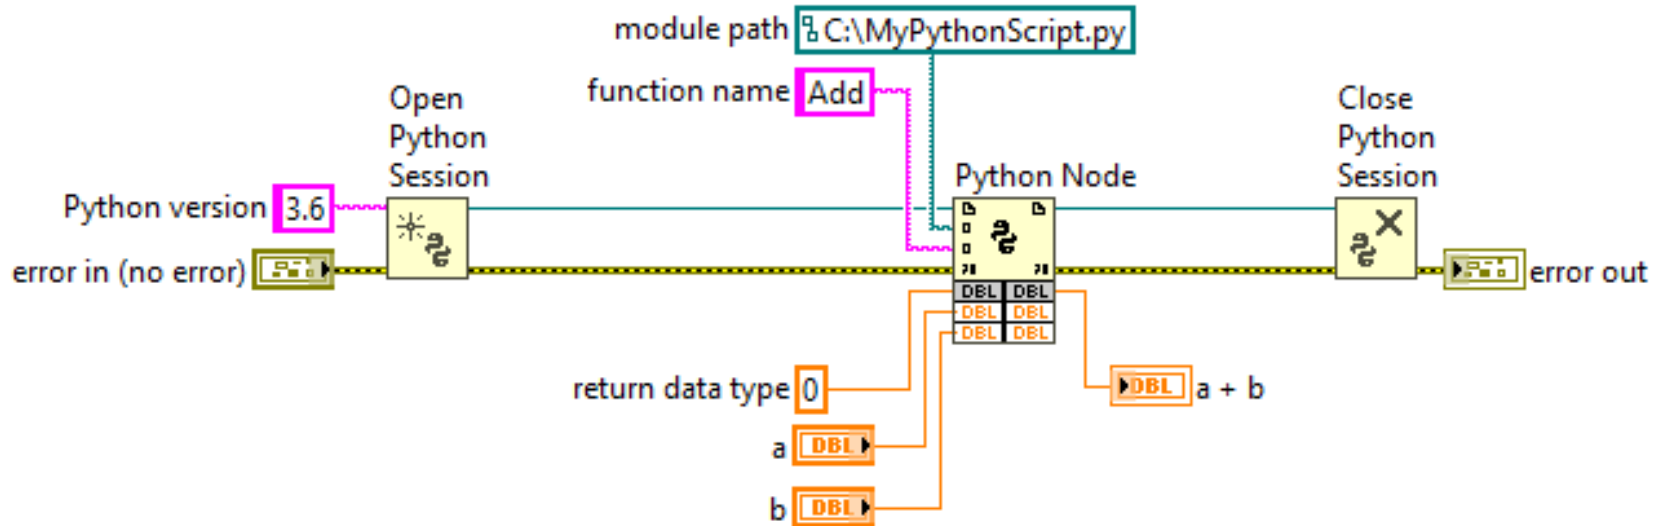 module path C:\MyPythonScript.py
function name Add
Open
Python
Session
Close
Python
Session
Python Node
Python version 3.6
error in (no error)
error out
DBL DBL
DBL DBL
DBL DBL
return data type 0
DBL a + b
a DBL
b DBL